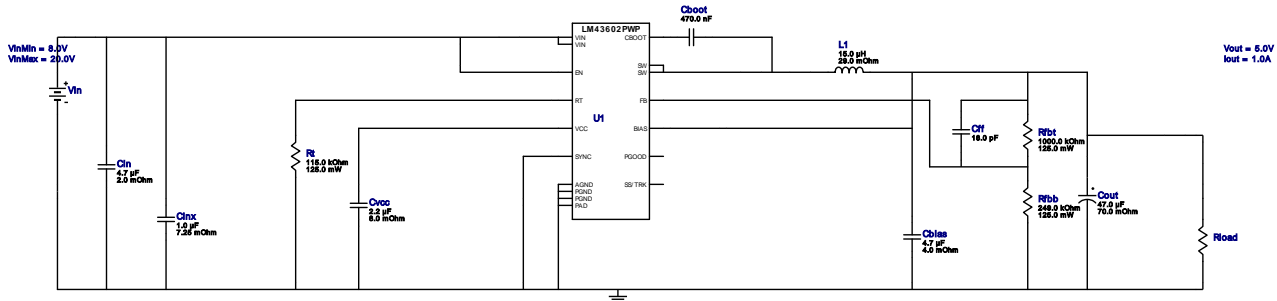 VinMin = 8.0V
VinMax = 20.0V
Vin
Cin
4.7 µF
2.0 mOhm
Cinx
1.0 µF
7.25 mOhm
Rt
115.0 kOhm
125.0 mW
Cvcc
2.2 µF
6.0 mOhm
LM43602PWP
VIN
VIN
EN
RT
VCC
SYNC
AGND
PGND
PGND
PAD
U1
CBOOT
SW
SW
FB
BIAS
PGOOD
SS/TRK
Cboot
470.0 nF
L1
15.0 µH
29.0 mOhm
Cff
18.0 pF
Rfbt
1000.0 kOhm
125.0 mW
Rfbb
249.0 kOhm
125.0 mW
Cbias
4.7 µF
4.0 mOhm
Cout
47.0 µF
70.0 mOhm
Rload
Vout = 5.0V
Iout = 1.0A